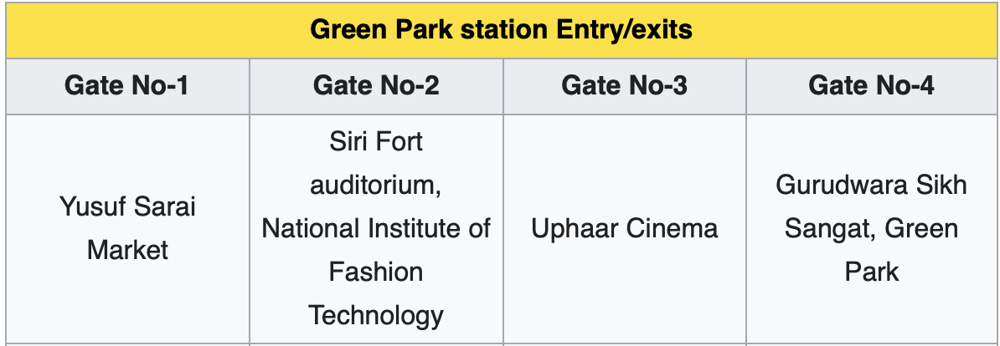 Green Park station Entry/exits
Gate No-1
Gate No-2
Gate No-3
Gate No-4
Yusuf Sarai
Market
Siri Fort
auditorium,
National Institute of
Fashion
Technology
Uphaar Cinema
Gurudwara Sikh
Sangat, Green
Park